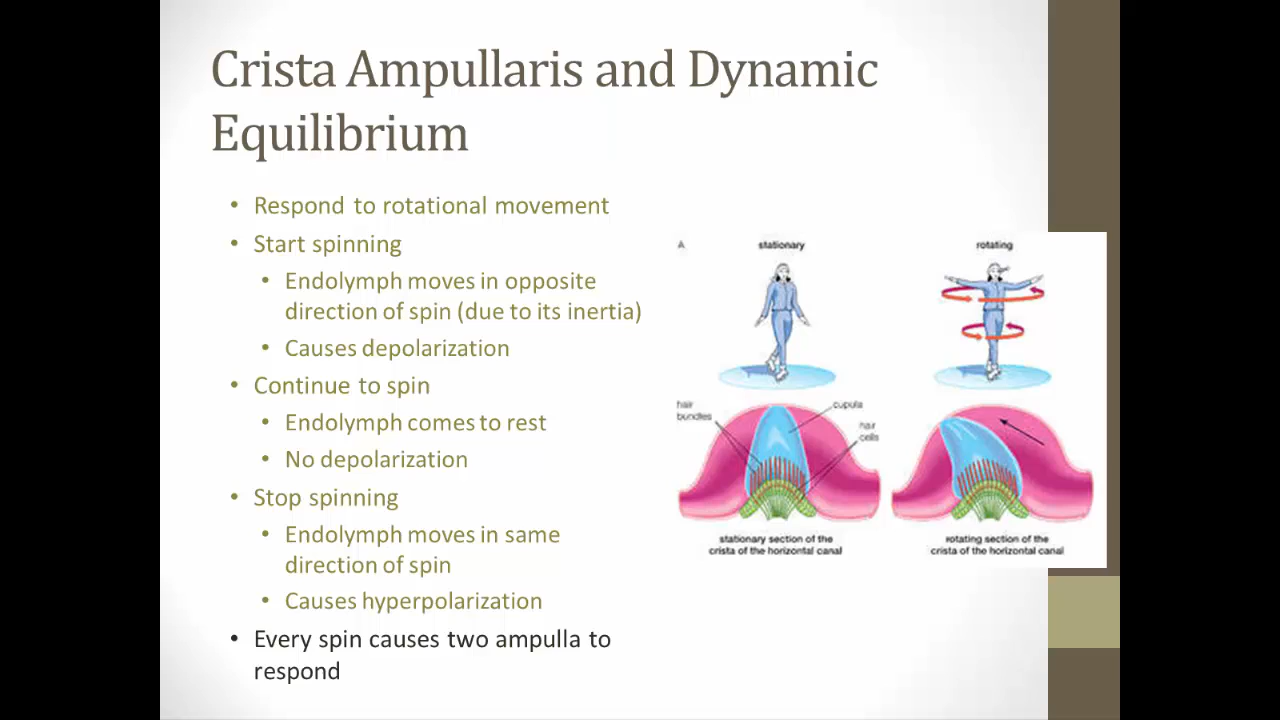 Crista Ampullaris and Dynamic
Equilibrium
• Respond to rotational movement
• Start spinning
• Endolymph moves in opposite
direction of spin (due to its inertia)
• Causes depolarization
• Continue to spin
• Endolymph comes to rest
• No depolarization
• Stop spinning
• Endolymph moves in same
direction of spin
• Causes hyperpolarization
• Every spin causes two ampulla to
respond
A
stationary
rotating
hair
bundles
cupula
hair
cells
stationary section of the
crista of the horizontal canal
rotating section of the
crista of the horizontal canal